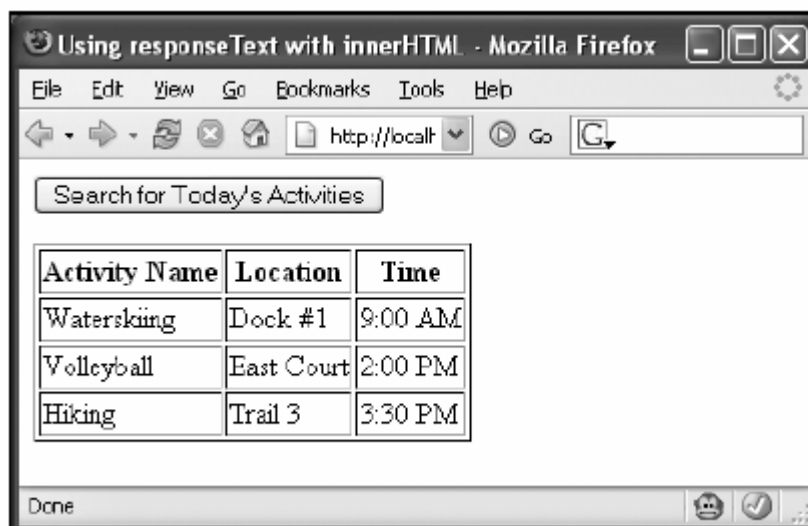 Using responseText with innerHTML - Mozilla Firefox
File Edit View Go Bookmarks Tools Help
http://localh Go G
Search for Today's Activities
Activity Name Location Time
Waterskiing Dock #1 9:00 AM
Volleyball East Court 2:00 PM
Hiking Trail 3 3:30 PM
Done